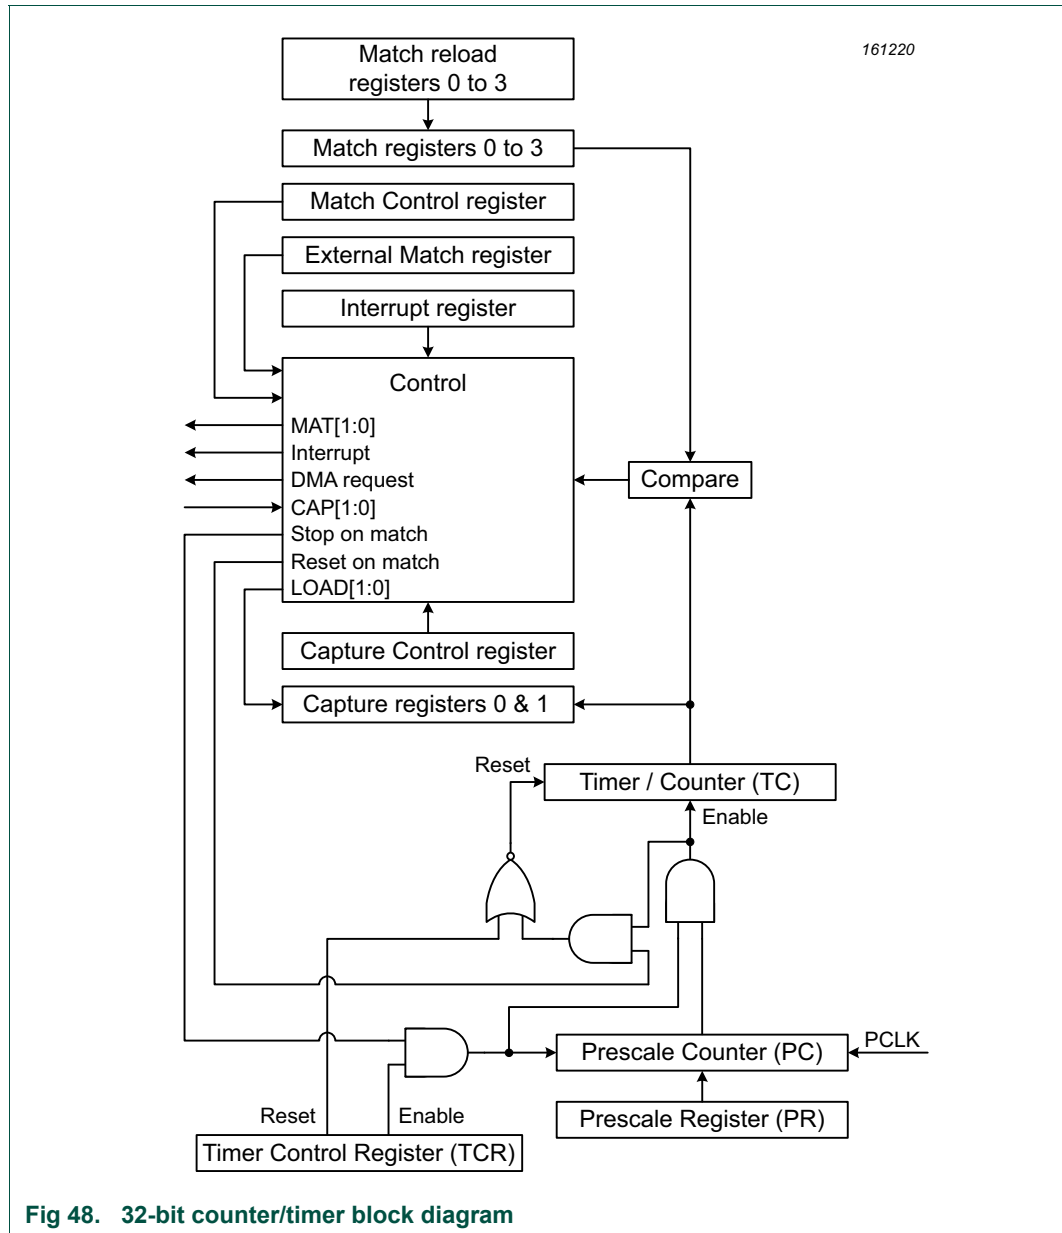 161220
Match reload
registers 0 to 3
Match registers 0 to 3
Match Control register
External Match register
Interrupt register
Control
MAT[1:0]
Interrupt
DMA request
CAP[1:0]
Stop on match
Reset on match
LOAD[1:0]
Compare
Capture Control register
Capture registers 0 & 1
Reset
Timer / Counter (TC)
Enable
Prescale Counter (PC)
PCLK
Prescale Register (PR)
Reset
Enable
Timer Control Register (TCR)
Fig 48. 32-bit counter/timer block diagram